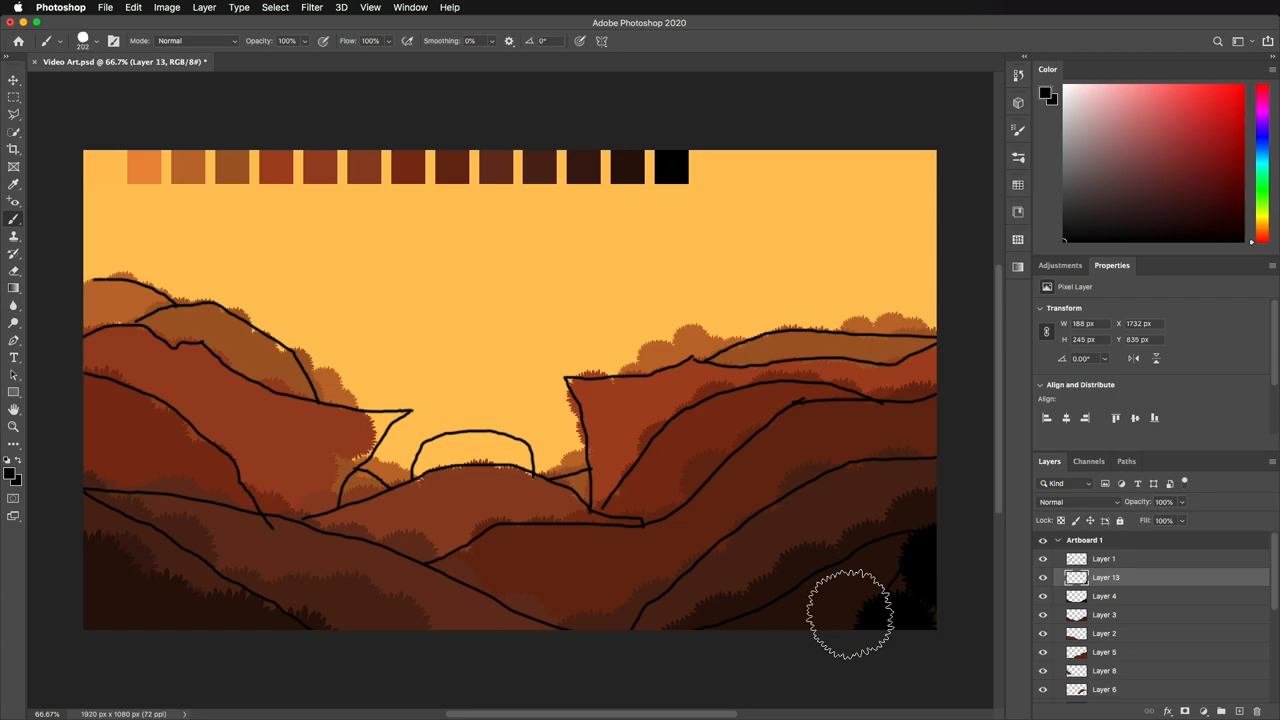 Photoshop File Edit Image Layer Type Select Filter 3D View Window Help
Adobe Photoshop 2020
202 Mode: Normal Opacity: 100% Flow: 100% Smoothing: 0% 0°
Video Art.psd @ 66.7% (Layer 13, RGB/8#) *
Color
Adjustments Properties
Pixel Layer
Transform
W 188 px X 1732 px
H 245 px Y 835 px
0.00°
Align and Distribute
Align:
Layers Channels Paths
Kind
Normal Opacity: 100%
Lock: Fill: 100%
Artboard 1
Layer 1
Layer 13
Layer 4
Layer 3
Layer 2
Layer 5
Layer 8
Layer 6
66.67% 1920 px x 1080 px (72 ppi)